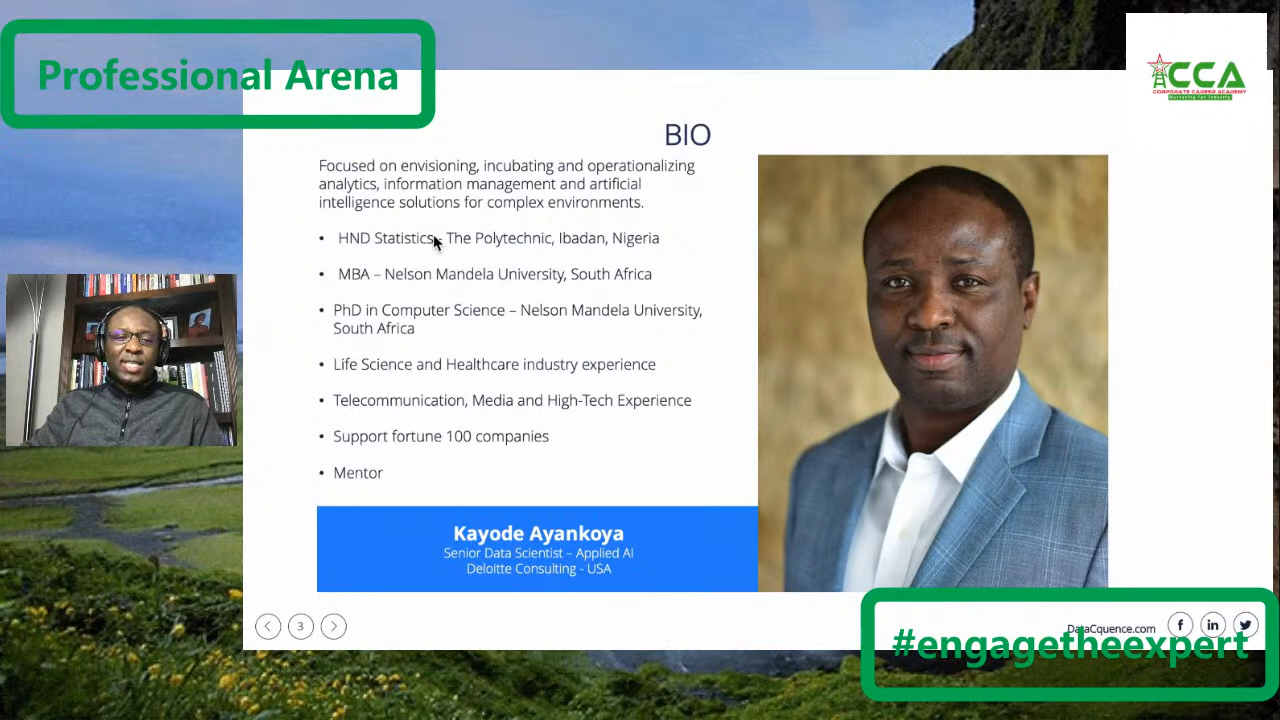 Professional Arena
CCA
CORPORATE CAREER ACADEMY
BIO
Focused on envisioning, incubating and operationalizing
analytics, information management and artificial
intelligence solutions for complex environments.
• HND Statistics - The Polytechnic, Ibadan, Nigeria
• MBA – Nelson Mandela University, South Africa
• PhD in Computer Science – Nelson Mandela University,
South Africa
• Life Science and Healthcare industry experience
• Telecommunication, Media and High-Tech Experience
• Support fortune 100 companies
• Mentor
Kayode Ayankoya
Senior Data Scientist – Applied AI
Deloitte Consulting - USA
3
DataCquence.com
f
in
#engagetheexpert